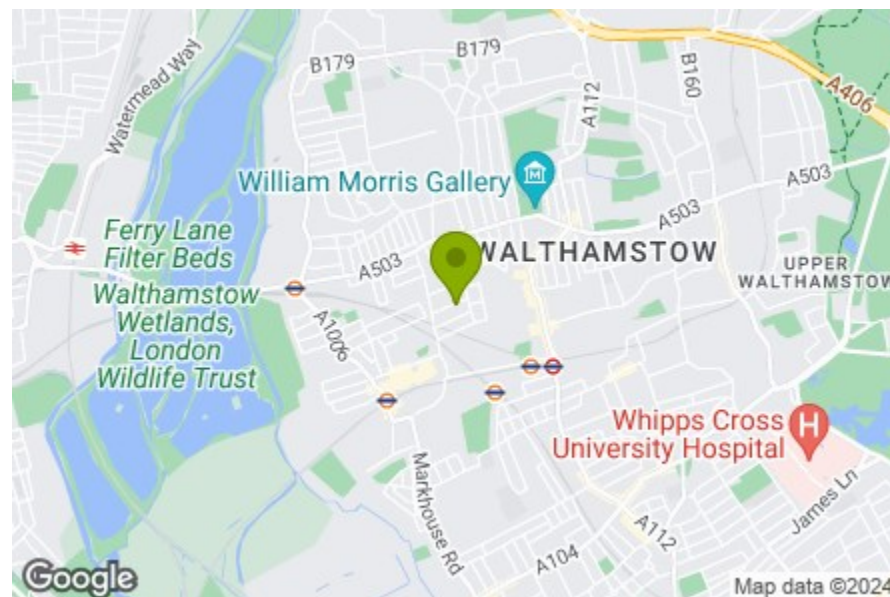 Watermead Way
B179
B179
B160
A112
A406
William Morris Gallery
A503
A503
Ferry Lane
Filter Beds
A503
WALTHAMSTOW
UPPER
WALTHAMSTOW
Walthamstow
Wetlands,
London
Wildlife Trust
A1006
Whipps Cross
University Hospital
H
Markhouse Rd
James Ln
A112
A104
Google
Map data ©2024